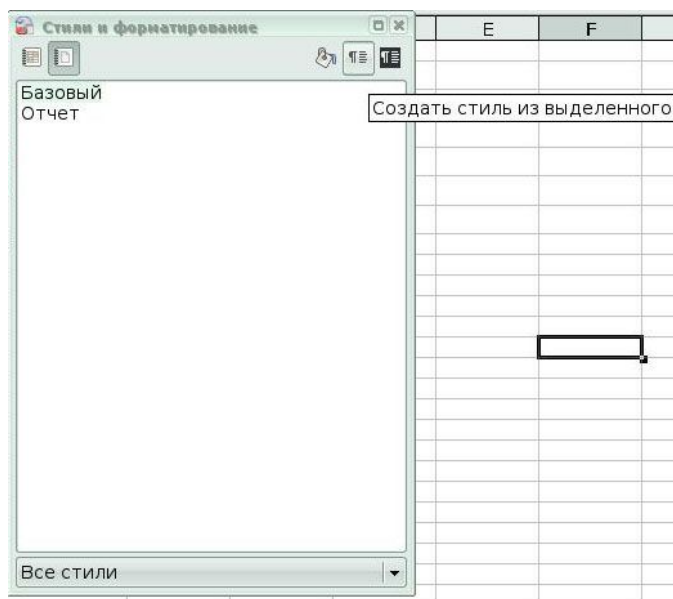 Стили и форматирование
E F
Базовый
Отчет
Создать стиль из выделенного
Все стили